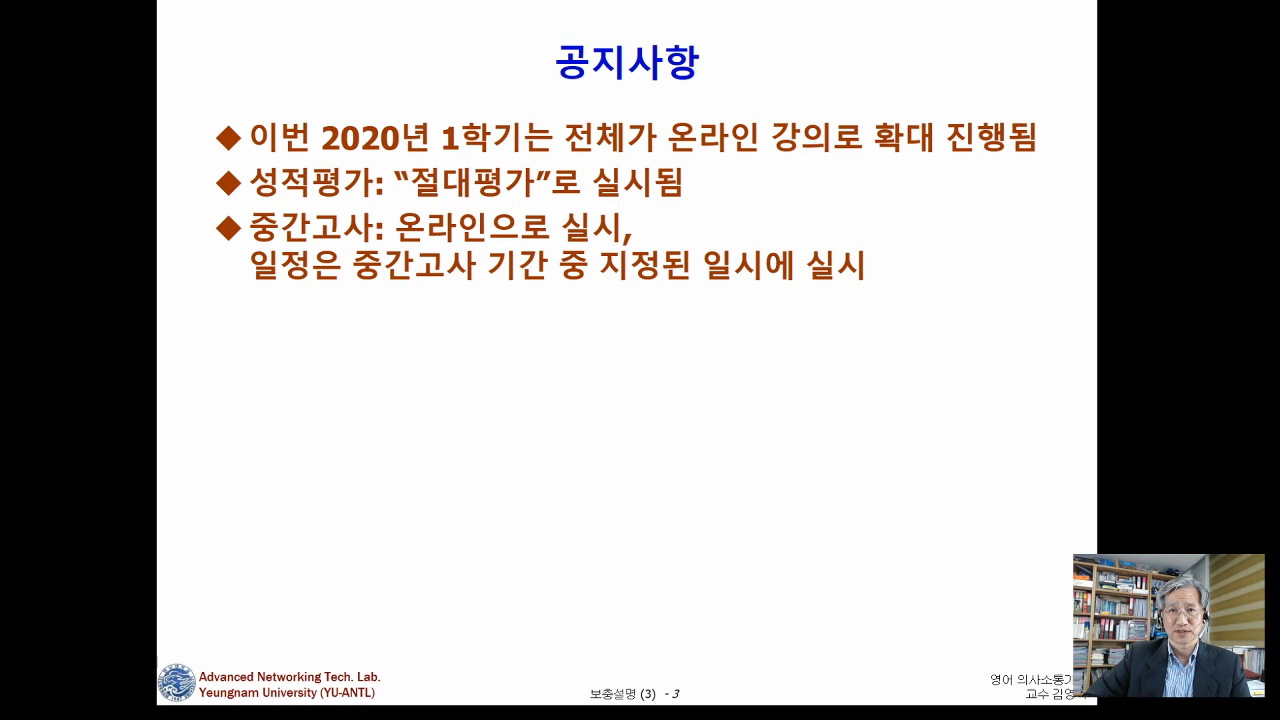 공지사항
◆ 이번 2020년 1학기는 전체가 온라인 강의로 확대 진행됨
◆ 성적평가: “절대평가”로 실시됨
◆ 중간고사: 온라인으로 실시,
일정은 중간고사 기간 중 지정된 일시에 실시
Advanced Networking Tech. Lab.
Yeungnam University (YU-ANTL)
보충설명 (3) - 3
영어 의사소통기
교수